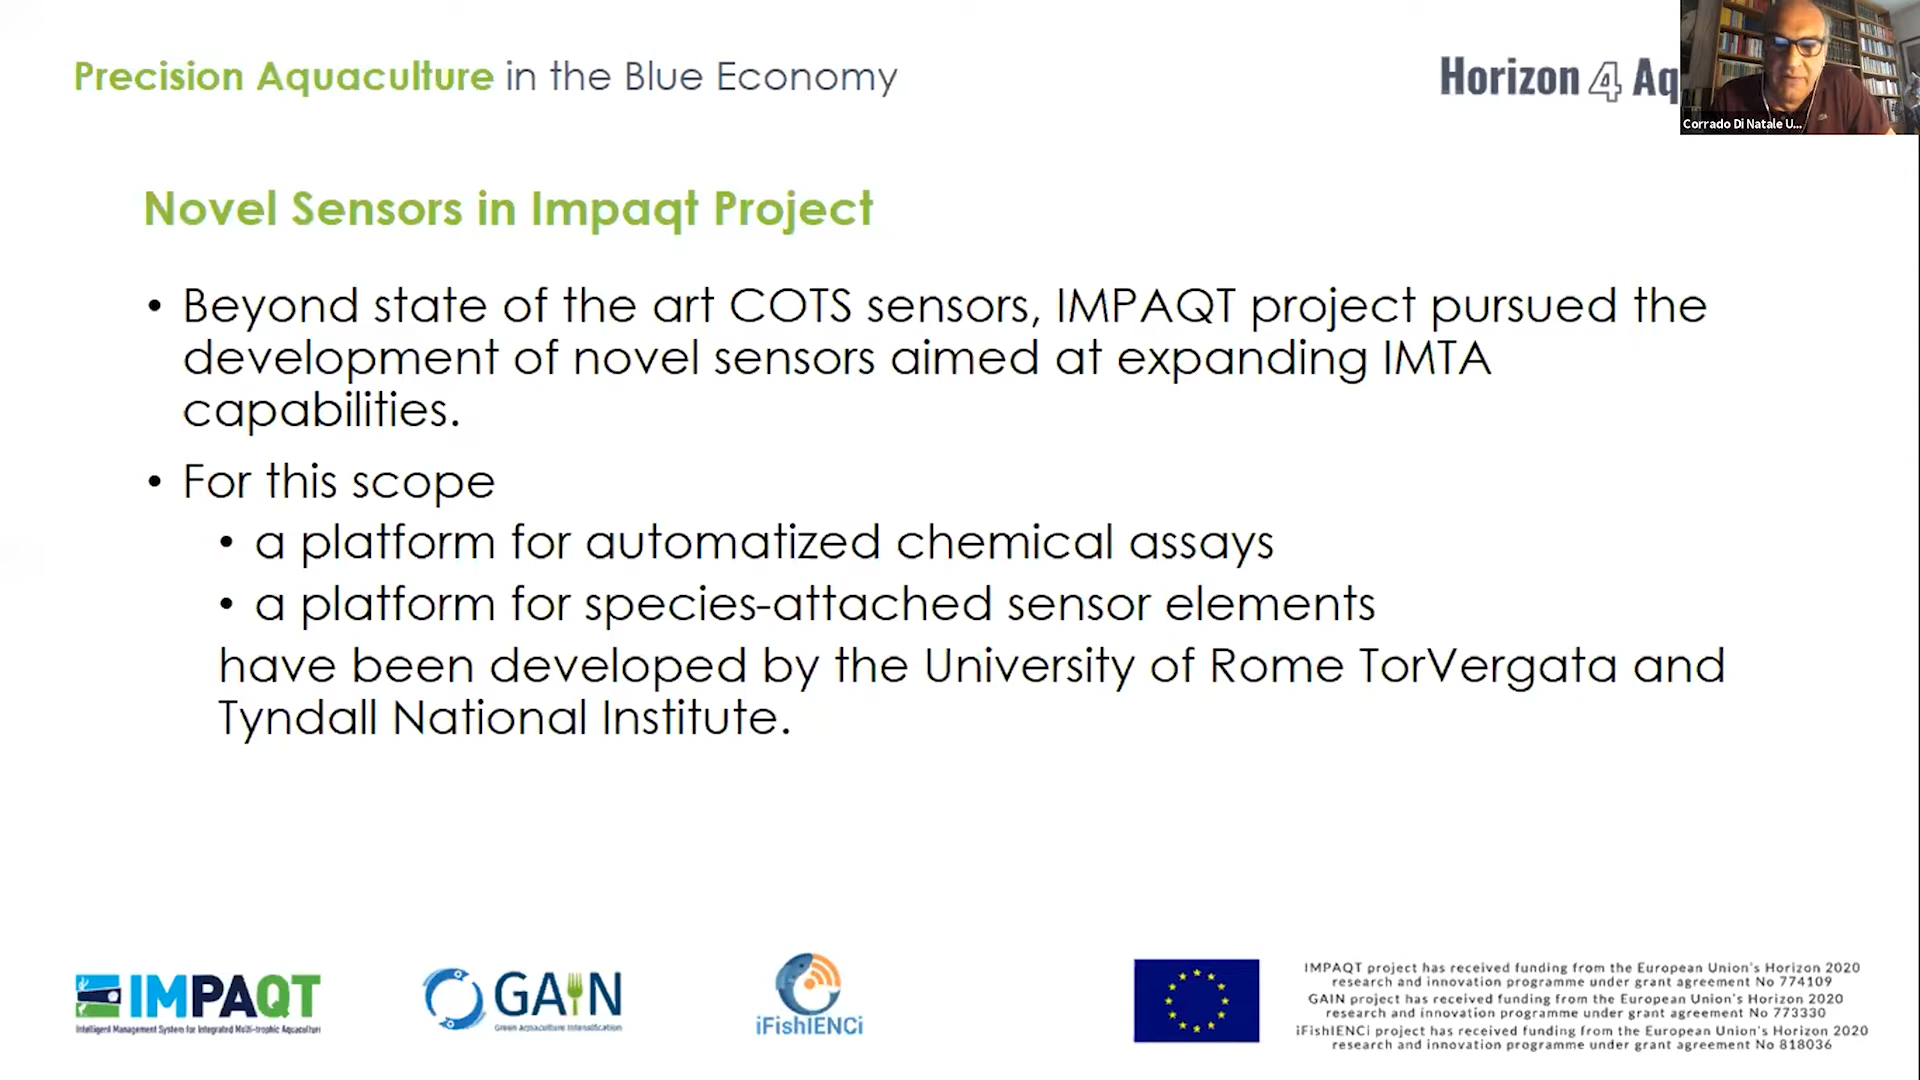 Precision Aquaculture in the Blue Economy
Horizon 4 Aq
Corrado Di Natale U...
Novel Sensors in Impaqt Project
• Beyond state of the art COTS sensors, IMPAQT project pursued the
development of novel sensors aimed at expanding IMTA
capabilities.
• For this scope
• a platform for automatized chemical assays
• a platform for species-attached sensor elements
have been developed by the University of Rome TorVergata and
Tyndall National Institute.
IMPAQT
Intelligent Management System for Integrated Multi-trophic Aquaculture
GAIN
Green Aquaculture Intensification
iFishIENCi
IMPAQT project has received funding from the European Union's Horizon 2020
research and innovation programme under grant agreement No 774109
GAIN project has received funding from the European Union's Horizon 2020
research and innovation programme under grant agreement No 773330
iFishIENCi project has received funding from the European Union's Horizon 2020
research and innovation programme under grant agreement No 818036